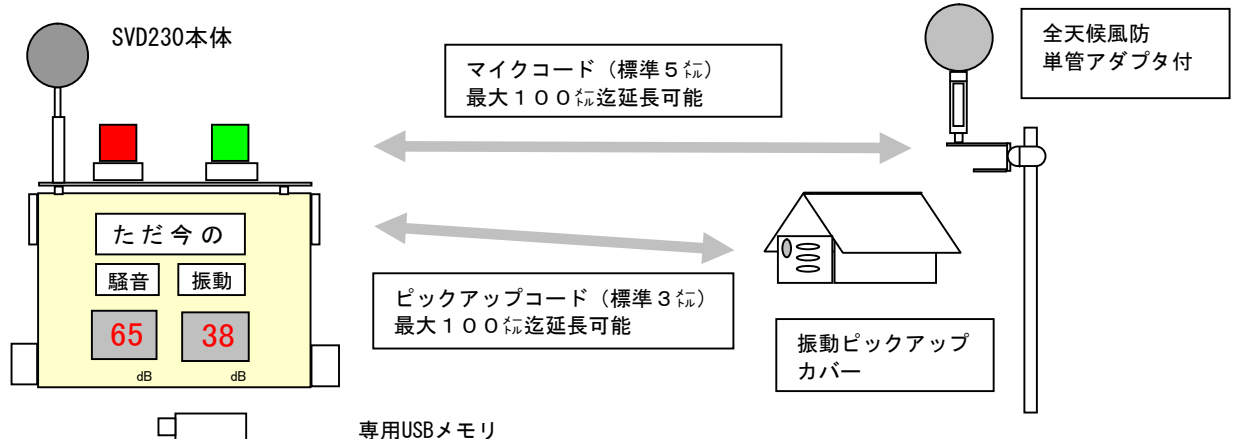 SVD230本体
マイクコード（標準５㍍）
最大１００㍍迄延長可能
全天候風防
単管アダプタ付
ただ今の
騒音
振動
65
38
dB
dB
ピックアップコード（標準３㍍）
最大１００㍍迄延長可能
振動ピックアップ
カバー
専用USBメモリ